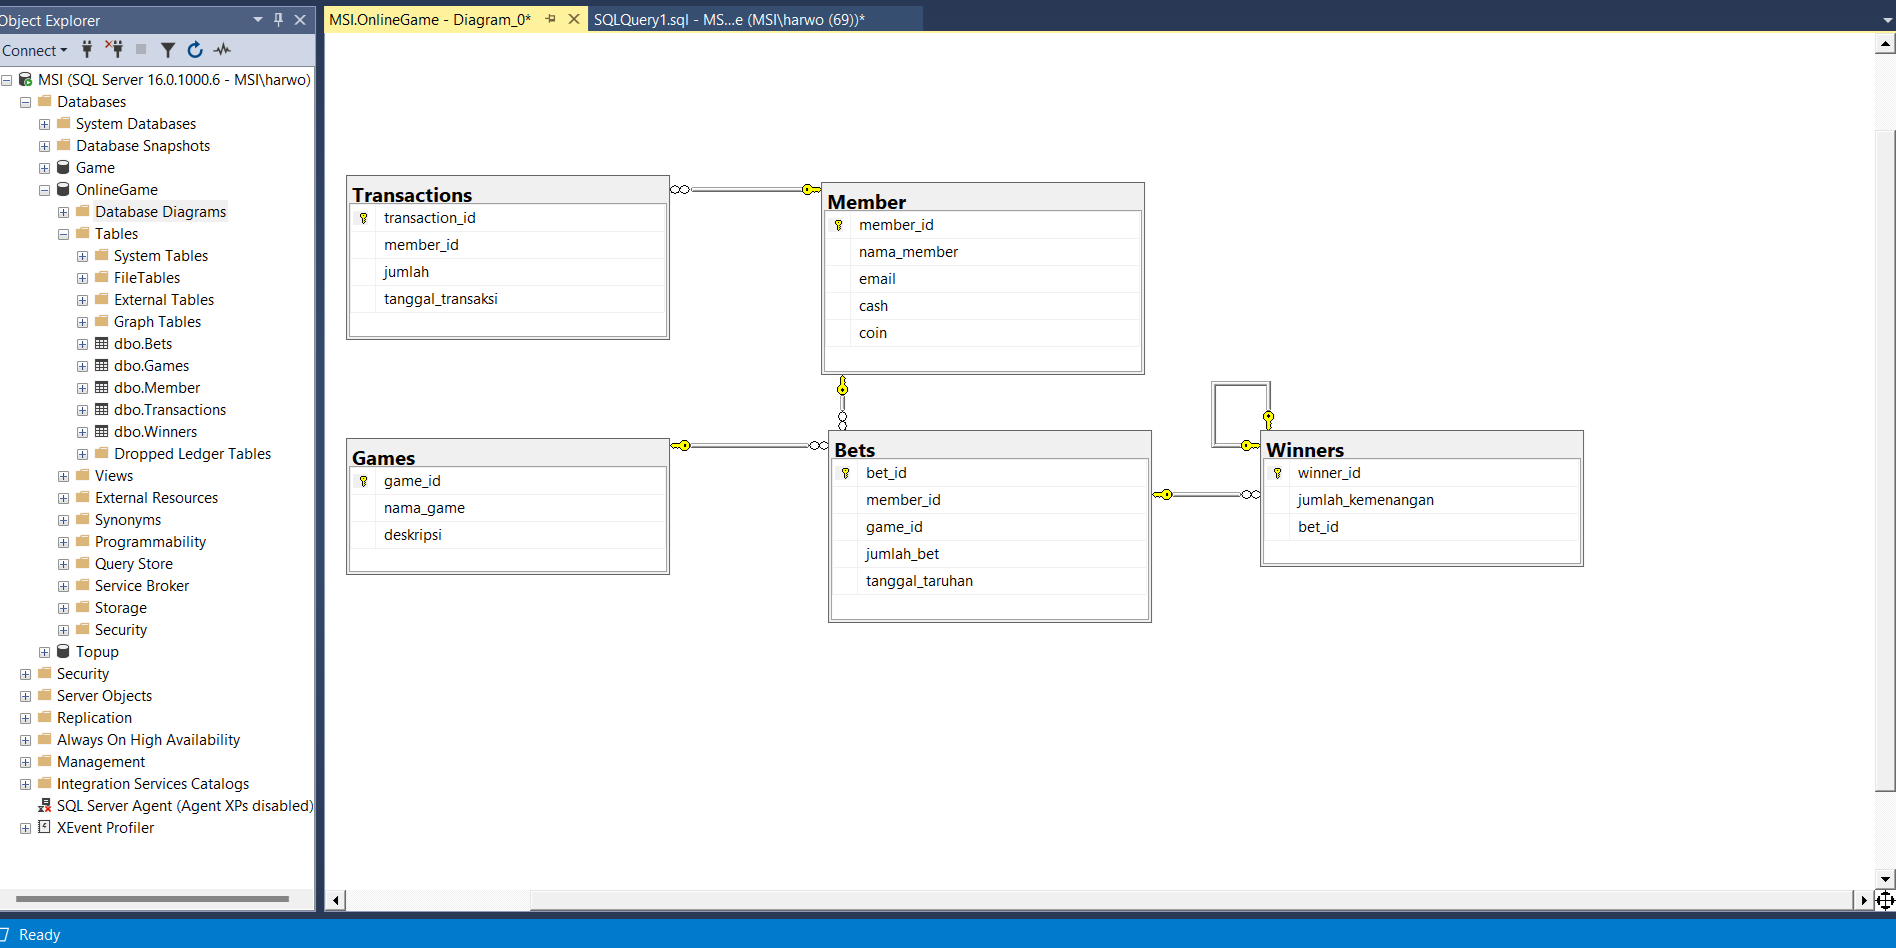 Object Explorer
Connect
MSI (SQL Server 16.0.1000.6 - MSI\harwo)
Databases
System Databases
Database Snapshots
Game
OnlineGame
Database Diagrams
Tables
System Tables
FileTables
External Tables
Graph Tables
dbo.Bets
dbo.Games
dbo.Member
dbo.Transactions
dbo.Winners
Dropped Ledger Tables
Views
External Resources
Synonyms
Programmability
Query Store
Service Broker
Storage
Security
Topup
Security
Server Objects
Replication
Always On High Availability
Management
Integration Services Catalogs
SQL Server Agent (Agent XPs disabled)
XEvent Profiler
MSI.OnlineGame - Diagram_0*
SQLQuery1.sql - MS...e (MSI\harwo (69))*
Transactions
transaction_id
member_id
jumlah
tanggal_transaksi
Member
member_id
nama_member
email
cash
coin
Games
game_id
nama_game
deskripsi
Bets
bet_id
member_id
game_id
jumlah_bet
tanggal_taruhan
Winners
winner_id
jumlah_kemenangan
bet_id
Ready